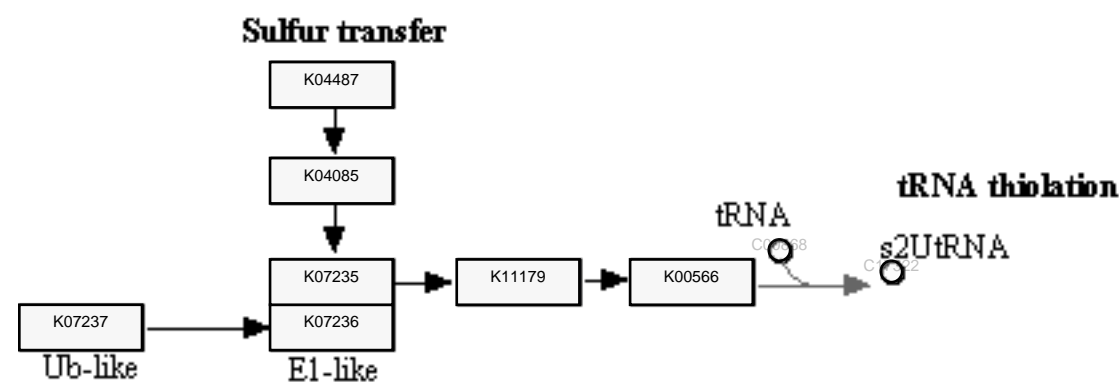 Sulfur transfer
K04487
K04085
tRNA thiolation
tRNA
s2UtRNA
K07235
K11179
K00566
K07237
K07236
Ub-like
E1-like